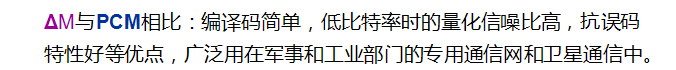 ΔM与PCM相比：编译码简单，低比特率时的量化信噪比高，抗误码
特性好等优点，广泛用在军事和工业部门的专用通信网和卫星通信中。